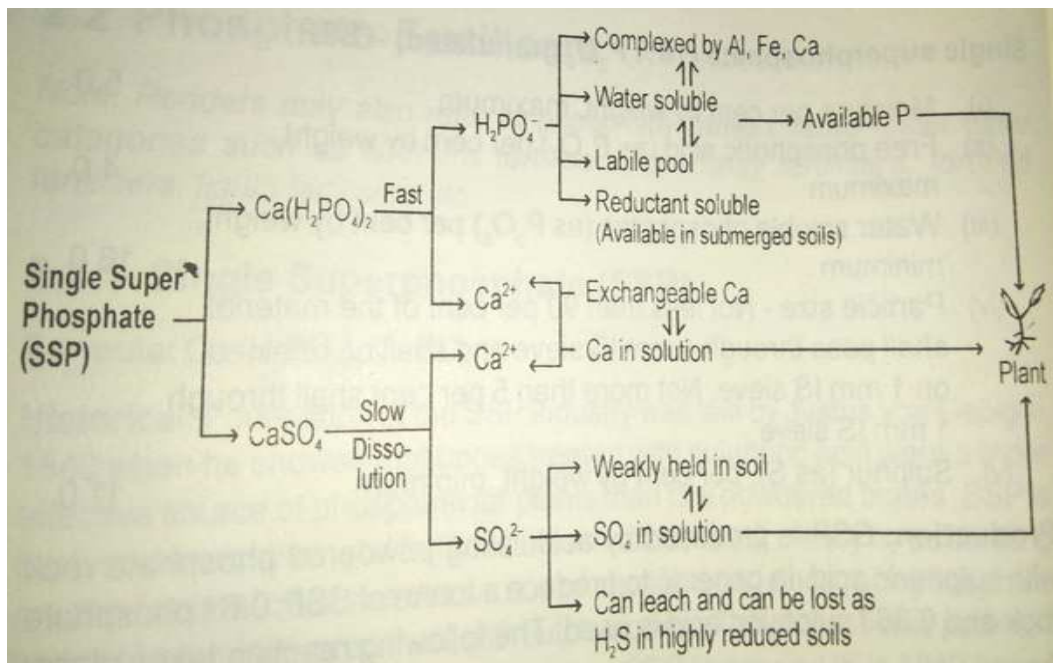 Complexed by Al, Fe, Ca
Water soluble
H₂PO₄⁻
Available P
Labile pool
Reductant soluble
(Available in submerged soils)
Fast
Ca(H₂PO₄)₂
Single Super
Phosphate
(SSP)
Ca²⁺
Exchangeable Ca
Ca²⁺
Ca in solution
Plant
CaSO₄
Slow
Disso-
lution
Weakly held in soil
SO₄²⁻
SO₄ in solution
Can leach and can be lost as
H₂S in highly reduced soils